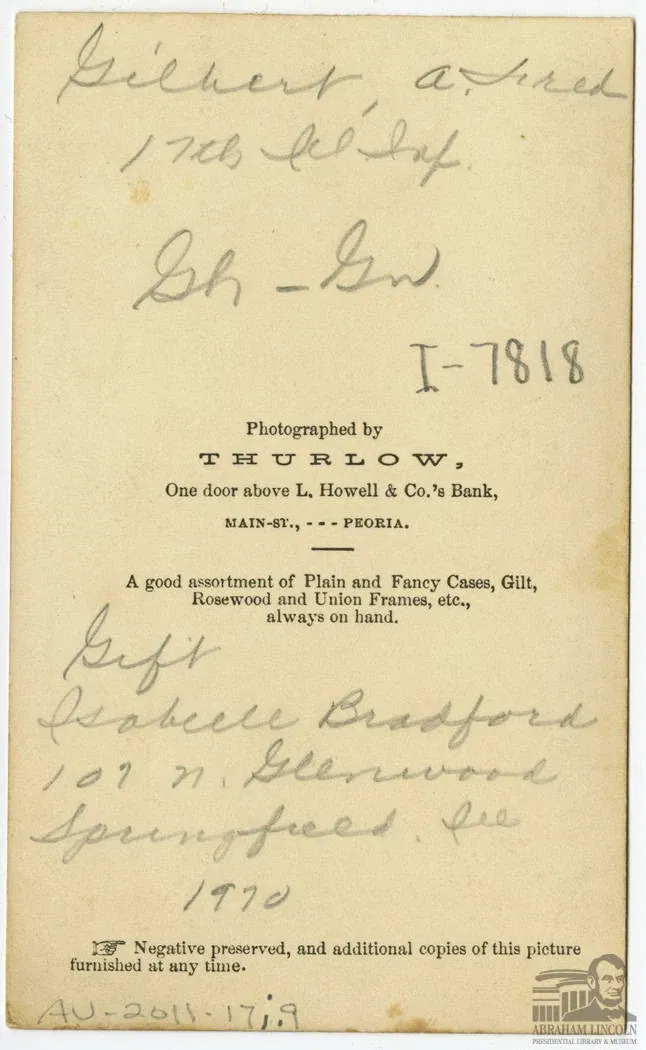 Gilbert, A. Fred
17th Ill Inf.
Gh - Gw.
I-7818
Photographed by
THURLOW,
One door above L. Howell & Co.'s Bank,
MAIN-ST., - - - PEORIA.
A good assortment of Plain and Fancy Cases, Gilt,
Rosewood and Union Frames, etc.,
always on hand.
Gift
Isabelle Bradford
107 N. Glenwood
Springfield, Ill
1970
☞ Negative preserved, and additional copies of this picture
furnished at any time.
AU-2011-17j.9
ABRAHAM LINCOLN
PRESIDENTIAL LIBRARY & MUSEUM